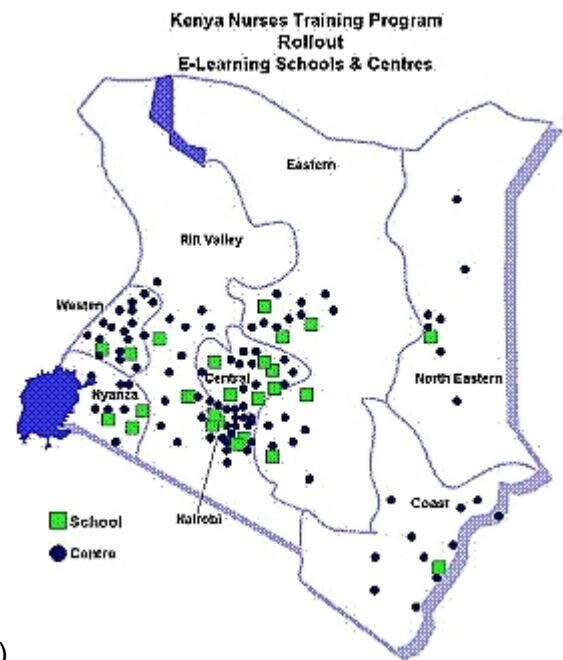 Kenya Nurses Training Program
Rollout
E-Learning Schools & Centres
Eastern
Rift Valley
Western
Central
North Eastern
Nyanza
Coast
Nairobi
School
Centre
)